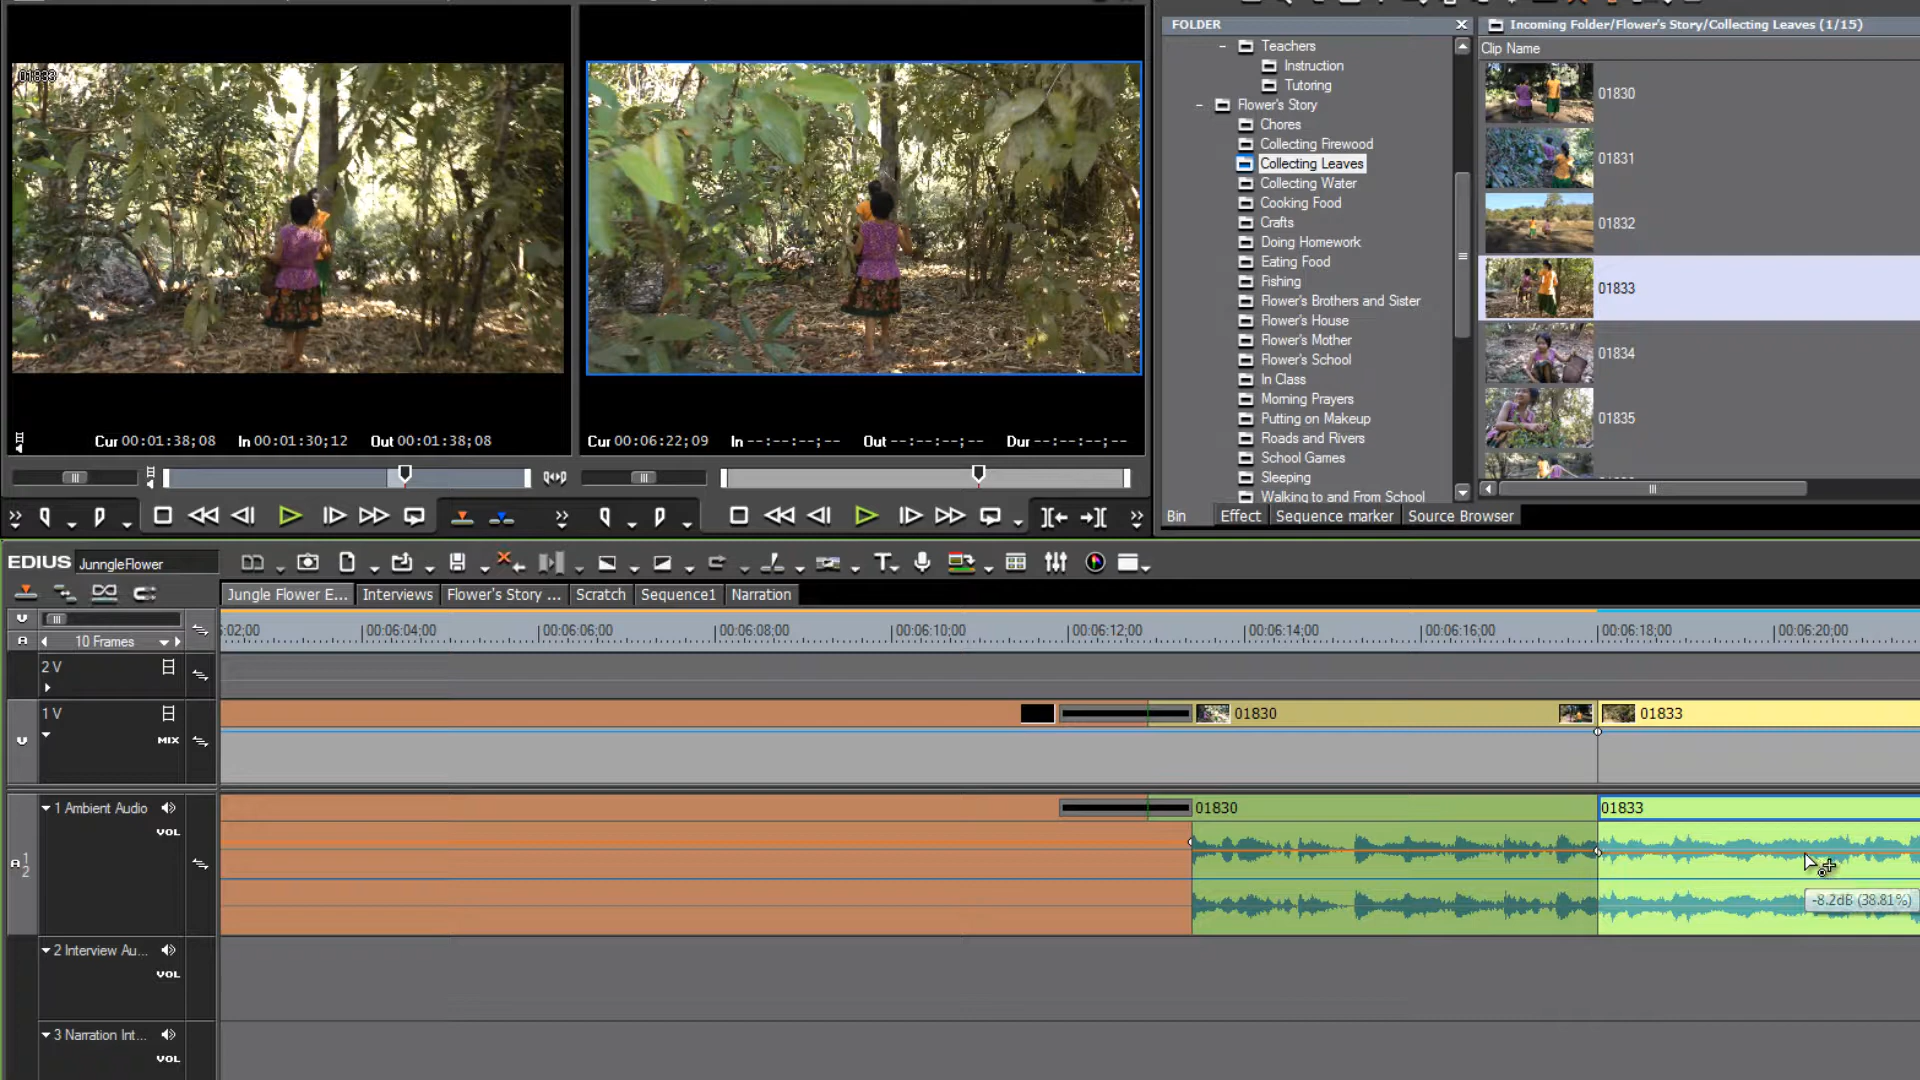 01833
Cur 00:01:38;08 In 00:01:30;12 Out 00:01:38;08
Cur 00:06:22;09 In --:--:--;-- Out --:--:--;-- Dur --:--:--;--
FOLDER
Teachers
Instruction
Tutoring
Flower's Story
Chores
Collecting Firewood
Collecting Leaves
Collecting Water
Cooking Food
Crafts
Doing Homework
Eating Food
Fishing
Flower's Brothers and Sister
Flower's House
Flower's Mother
Flower's School
In Class
Morning Prayers
Putting on Makeup
Roads and Rivers
School Games
Sleeping
Walking to and From School
Incoming Folder/Flower's Story/Collecting Leaves (1/15)
Clip Name
01830
01831
01832
01833
01834
01835
Bin Effect Sequence marker Source Browser
EDIUS JunngleFlower
Jungle Flower E... Interviews Flower's Story ... Scratch Sequence1 Narration
V
A 10 Frames
:02;00 00:06:04;00 00:06:06;00 00:06:08;00 00:06:10;00 00:06:12;00 00:06:14;00 00:06:16;00 00:06:18;00 00:06:20;00
2 V
1 V 01830 01833
V MIX
1 Ambient Audio 01830 01833
VOL
A 1 2
-8.2dB (38.81%)
2 Interview Au...
VOL
3 Narration Int...
VOL